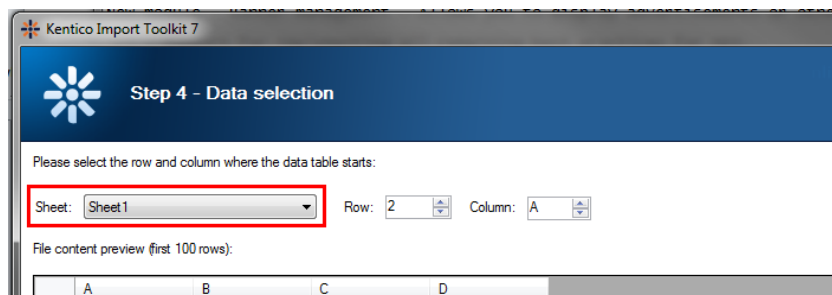 Kentico Import Toolkit 7
Step 4 - Data selection
Please select the row and column where the data table starts:
Sheet: Sheet1 Row: 2 Column: A
File content preview (first 100 rows):
A B C D